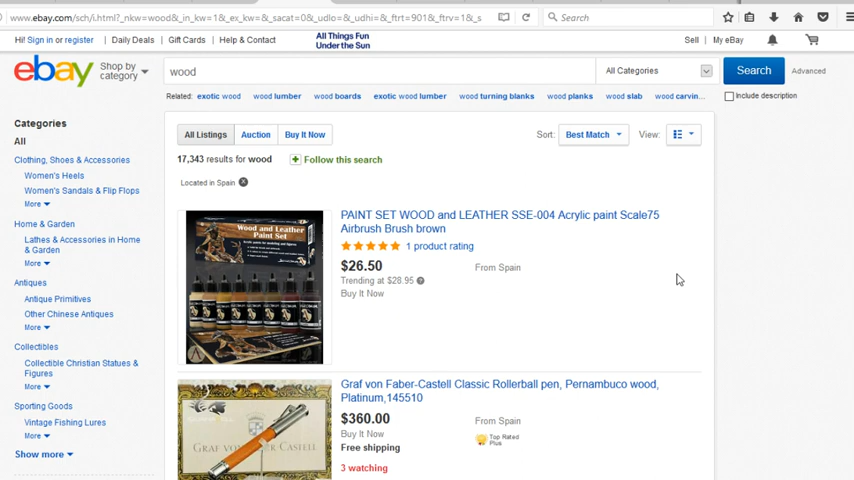 www.ebay.com/sch/i.html?_nkw=wood&_in_kw=1&_ex_kw=&_sacat=0&_udlo=&_udhi=&_ftrt=901&_ftrv=1&_s
Search
Hi! Sign in or register
Daily Deals
Gift Cards
Help & Contact
All Things Fun
Under the Sun
Sell
My eBay
ebay
Shop by
category
wood
All Categories
Search
Advanced
Related:
exotic wood
wood lumber
wood boards
exotic wood lumber
wood turning blanks
wood planks
wood slab
wood carvin...
Include description
Categories
All
Clothing, Shoes & Accessories
Women's Heels
Women's Sandals & Flip Flops
More
Home & Garden
Lathes & Accessories in Home
& Garden
More
Antiques
Antique Primitives
Other Chinese Antiques
More
Collectibles
Collectible Christian Statues &
Figures
More
Sporting Goods
Vintage Fishing Lures
More
Show more
All Listings
Auction
Buy It Now
Sort:
Best Match
View:
17,343 results for wood
Follow this search
Located in Spain
Wood and Leather
Paint Set
PAINT SET WOOD and LEATHER SSE-004 Acrylic paint Scale75
Airbrush Brush brown
1 product rating
$26.50
From Spain
Trending at $28.95
Buy It Now
GRAF VON FABER-CASTELL
Graf von Faber-Castell Classic Rollerball pen, Pernambuco wood,
Platinum,145510
$360.00
From Spain
Buy It Now
Top Rated
Plus
Free shipping
3 watching